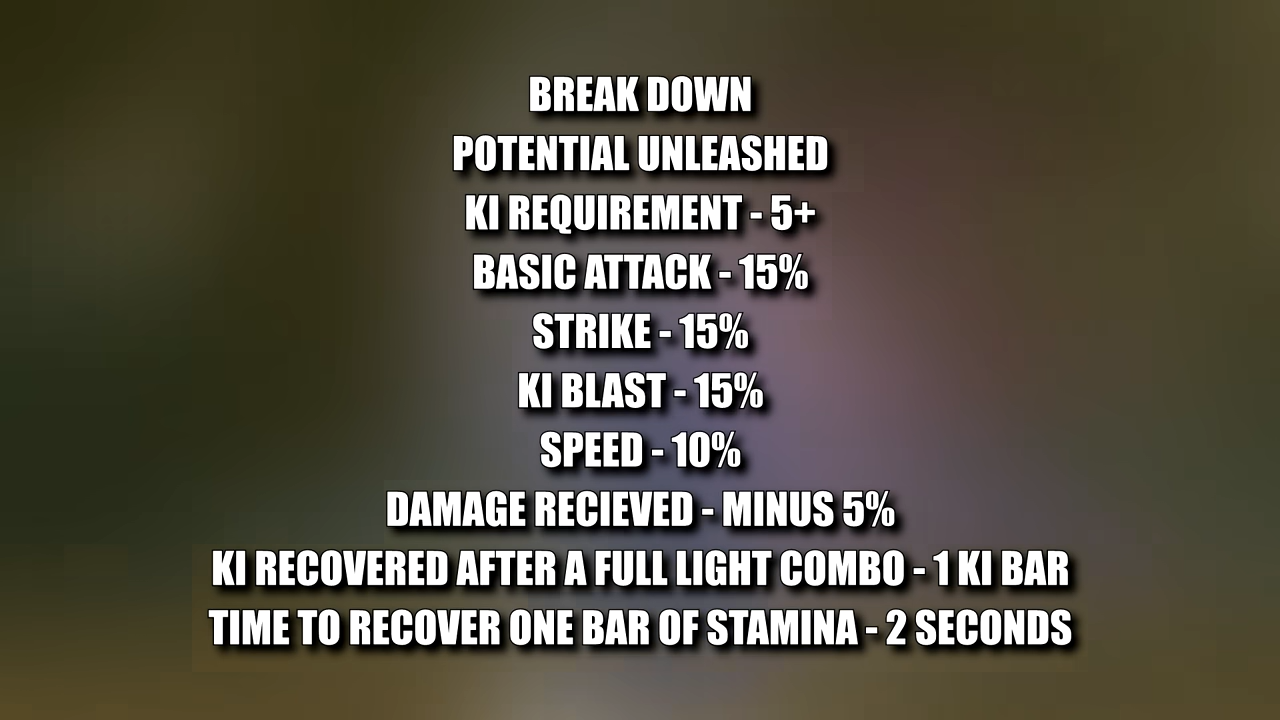 BREAK DOWN
POTENTIAL UNLEASHED
KI REQUIREMENT - 5+
BASIC ATTACK - 15%
STRIKE - 15%
KI BLAST - 15%
SPEED - 10%
DAMAGE RECIEVED - MINUS 5%
KI RECOVERED AFTER A FULL LIGHT COMBO - 1 KI BAR
TIME TO RECOVER ONE BAR OF STAMINA - 2 SECONDS